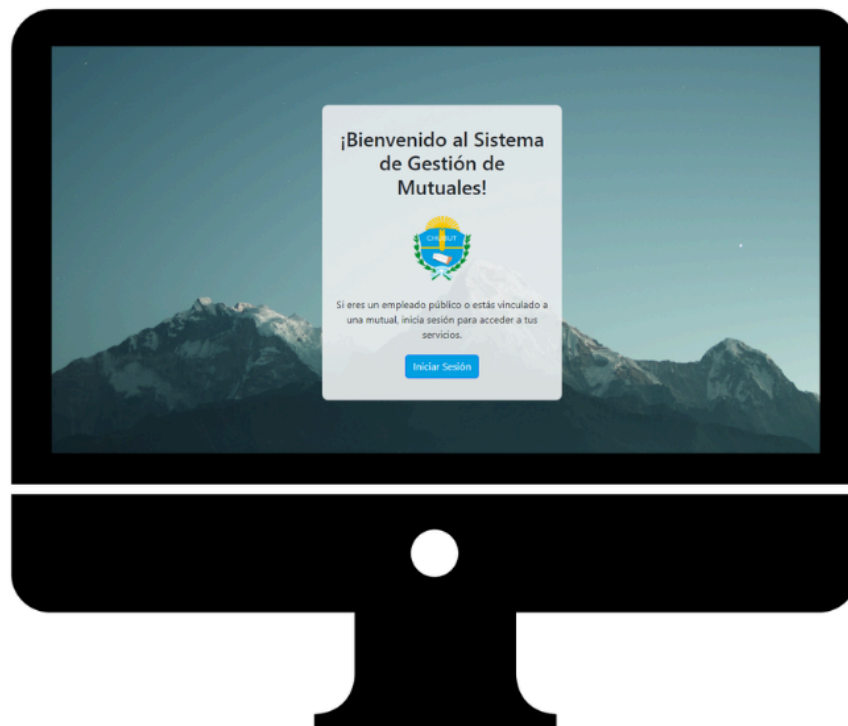 ¡Bienvenido al Sistema
de Gestión de
Mutuales!
CHUBUT
Si eres un empleado público o estás vinculado a
una mutual, inicia sesión para acceder a tus
servicios.
Iniciar Sesión